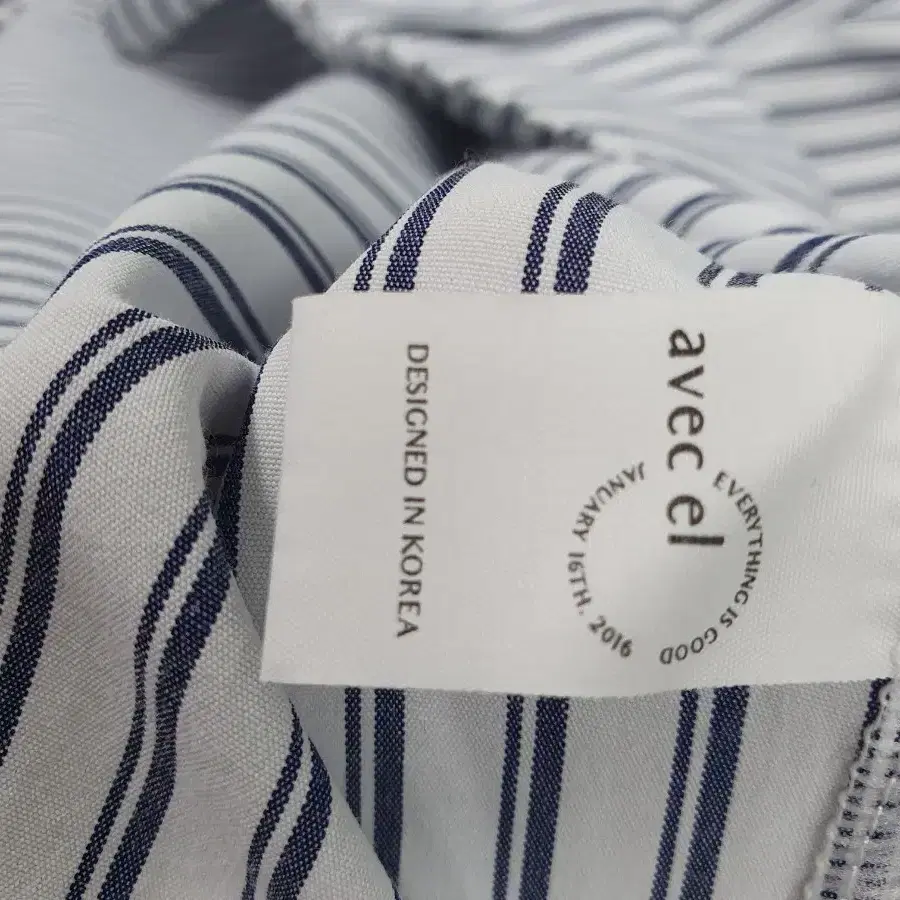 avec el
EVERYTHING IS GOOD
JANUARY 16TH. 2016
DESIGNED IN KOREA